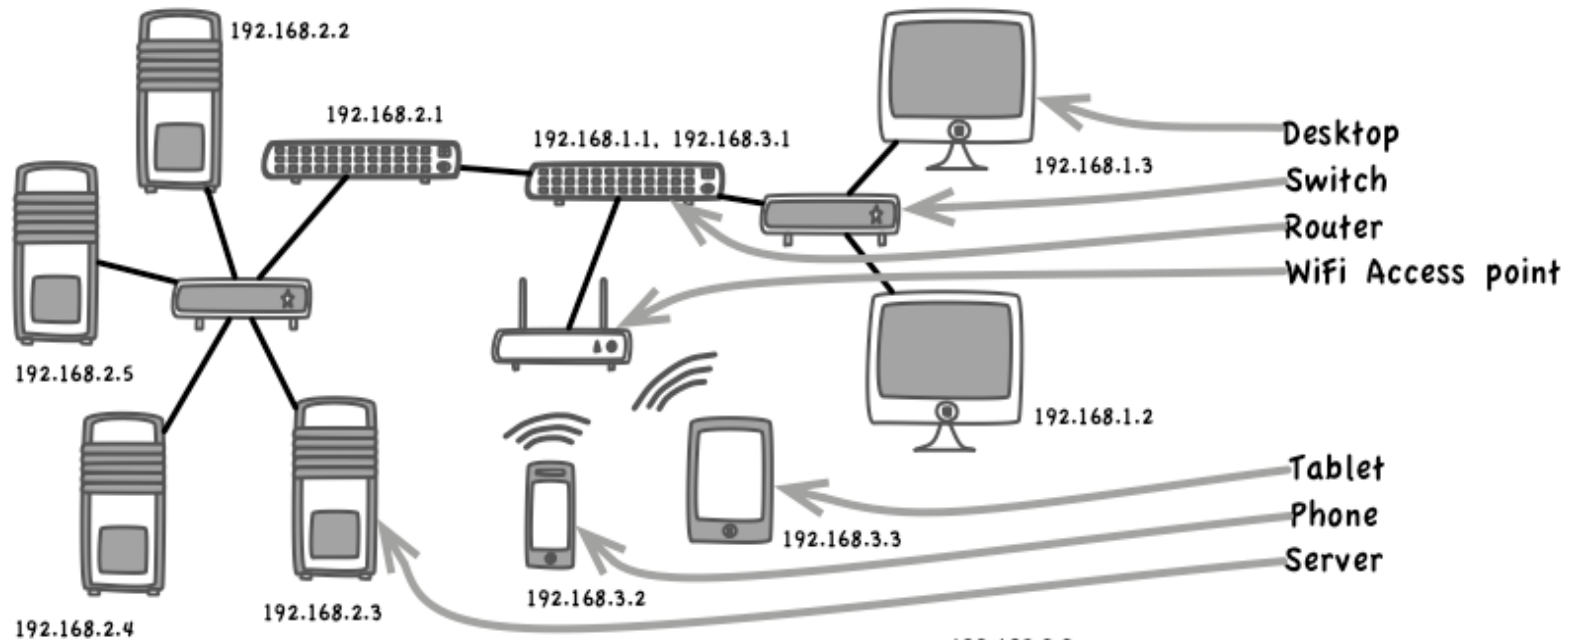 192.168.2.2
192.168.2.1
192.168.1.1, 192.168.3.1
Desktop
192.168.1.3
Switch
Router
WiFi Access point
192.168.2.5
192.168.1.2
Tablet
Phone
192.168.3.3
Server
192.168.3.2
192.168.2.3
192.168.2.4